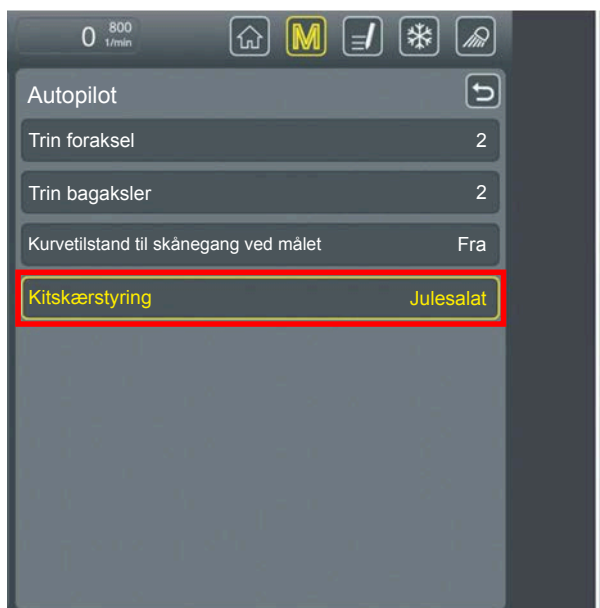 0 800 1/min
M
Autopilot
Trin foraksel 2
Trin bagaksler 2
Kurvetilstand til skånegang ved målet Fra
Kitskærstyring Julesalat